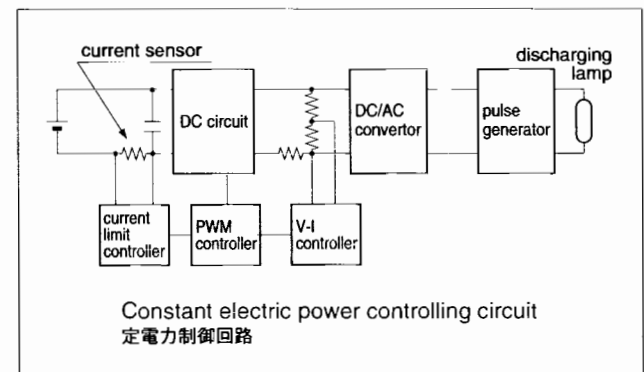 current sensor
discharging
lamp
DC circuit
DC/AC
convertor
pulse
generator
current
limit
controller
PWM
controller
V-I
controller
Constant electric power controlling circuit
定電力制御回路